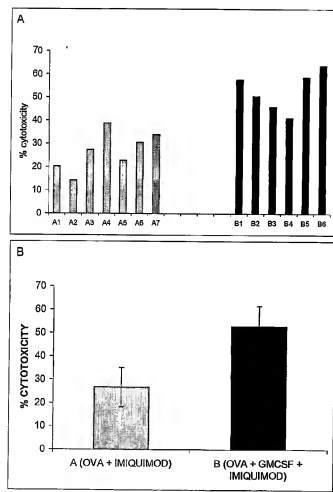 A
% cytotoxicity
70
60
50
40
30
20
10
0
A1 A2 A3 A4 A5 A6 A7 B1 B2 B3 B4 B5 B6
B
% CYTOTOXICITY
70
60
50
40
30
20
10
0
A (OVA + IMIQUIMOD) B (OVA + GMCSF +
IMIQUIMOD)